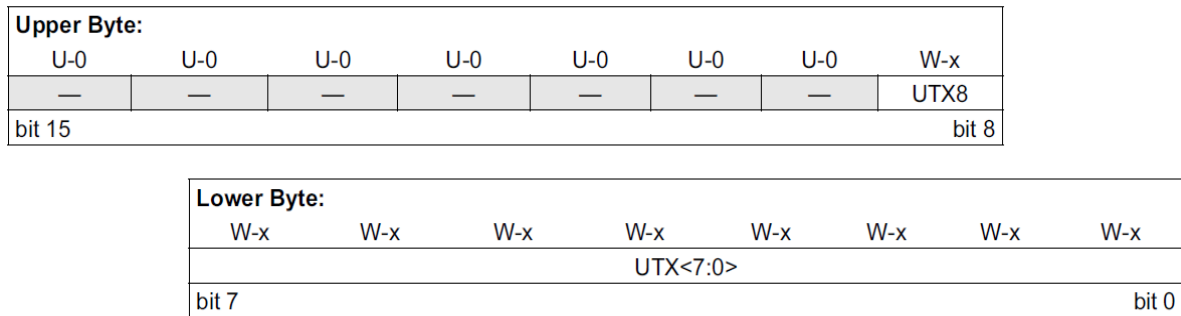 Upper Byte:
U-0 U-0 U-0 U-0 U-0 U-0 U-0 W-x
— — — — — — — UTX8
bit 15 bit 8
Lower Byte:
W-x W-x W-x W-x W-x W-x W-x W-x
UTX<7:0>
bit 7 bit 0